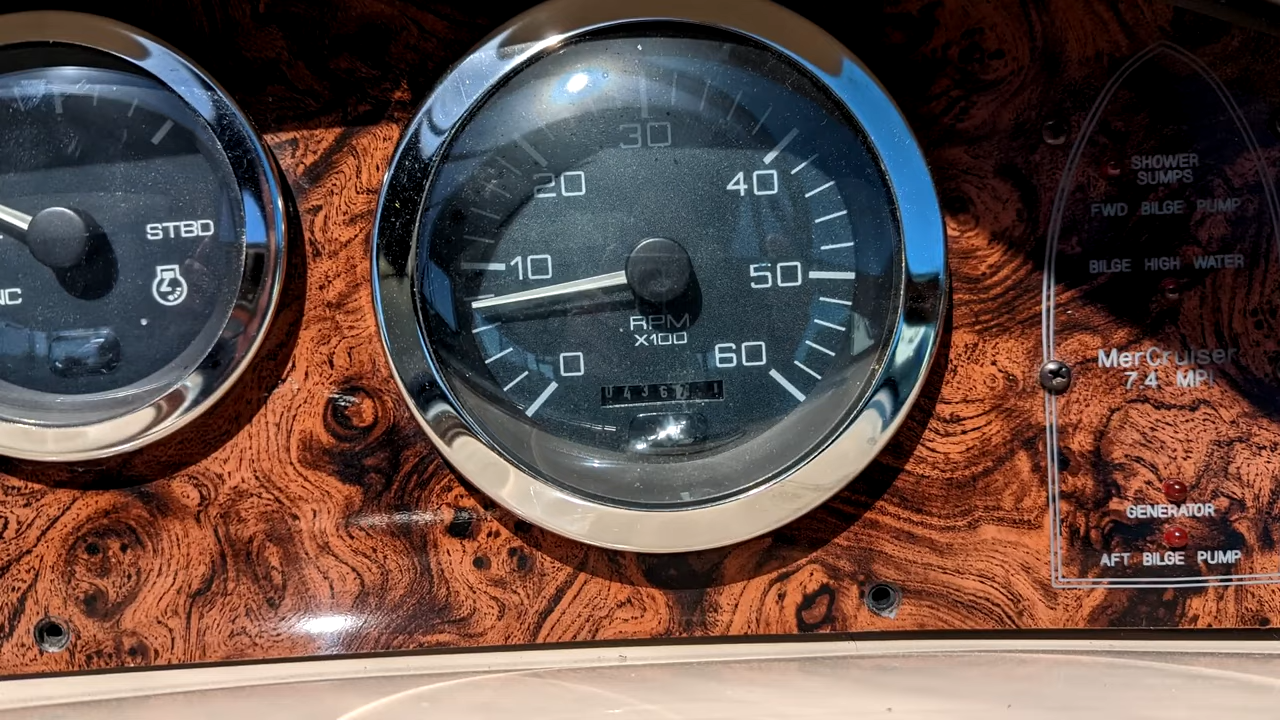 STBD
NC
30
20
40
10
50
RPM
X100
0
60
SHOWER
SUMPS
FWD BILGE PUMP
BILGE HIGH WATER
MerCruiser
7.4 MPI
GENERATOR
AFT BILGE PUMP